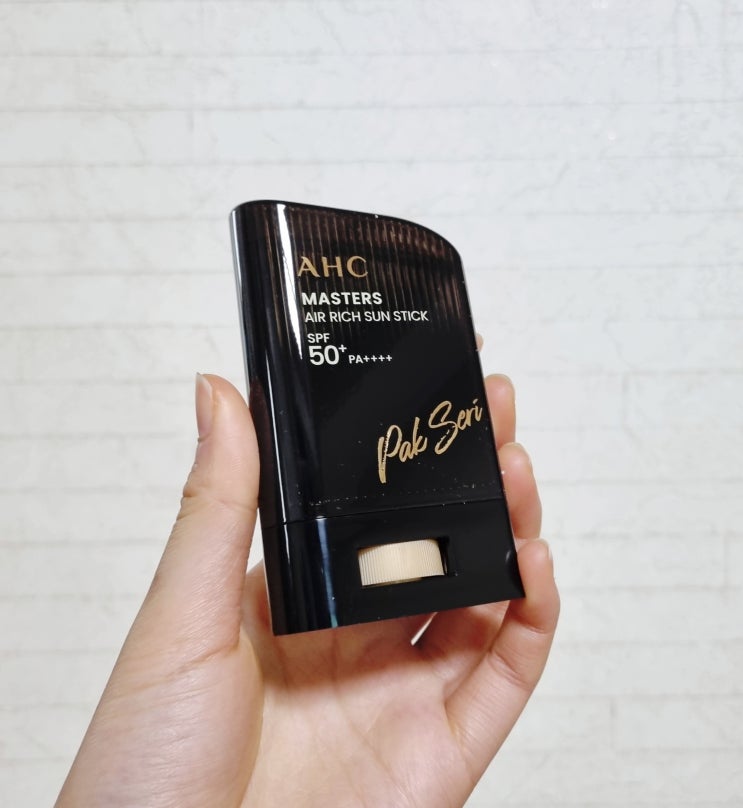 AHC
MASTERS
AIR RICH SUN STICK
SPF
50+ PA++++
Pak Seri